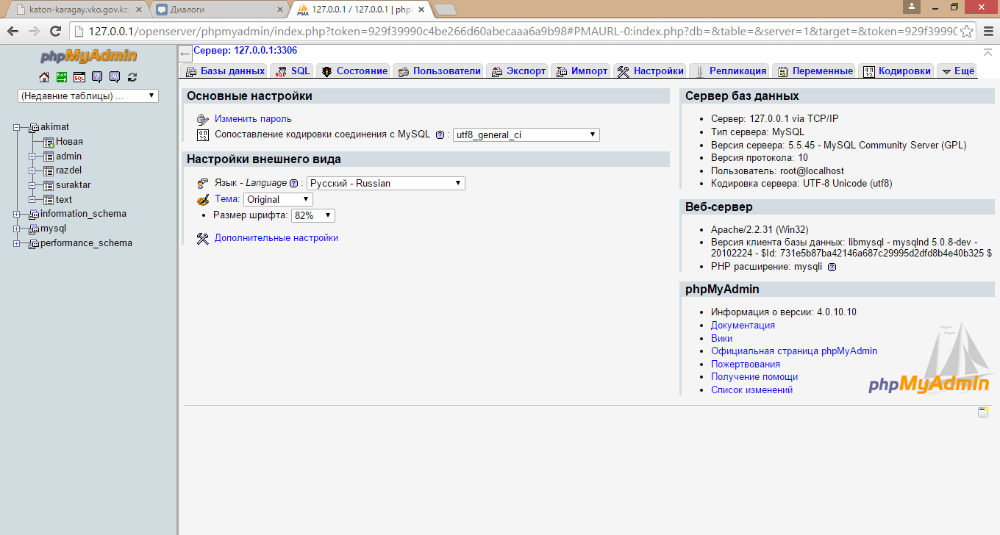 katon-karagay.vko.gov.kz/
Диалоги
127.0.0.1 / 127.0.0.1 | phpl
127.0.0.1/openserver/phpmyadmin/index.php?token=929f39990c4be266d60abecaaa6a9b98#PMAURL-0:index.php?db=&table=&server=1&target=&token=929f39990
phpMyAdmin
(Недавние таблицы) ...
akimat
Новая
admin
razdel
suraktar
text
information_schema
mysql
performance_schema
Сервер: 127.0.0.1:3306
Базы данных
SQL
Состояние
Пользователи
Экспорт
Импорт
Настройки
Репликация
Переменные
Кодировки
Ещё
Основные настройки
Изменить пароль
Сопоставление кодировки соединения с MySQL : utf8_general_ci
Настройки внешнего вида
Язык - Language : Русский - Russian
Тема: Original
Размер шрифта: 82%
Дополнительные настройки
Сервер баз данных
Сервер: 127.0.0.1 via TCP/IP
Тип сервера: MySQL
Версия сервера: 5.5.45 - MySQL Community Server (GPL)
Версия протокола: 10
Пользователь: root@localhost
Кодировка сервера: UTF-8 Unicode (utf8)
Веб-сервер
Apache/2.2.31 (Win32)
Версия клиента базы данных: libmysql - mysqlnd 5.0.8-dev -
20102224 - $Id: 731e5b87ba42146a687c29995d2dfd8b4e40b325 $
PHP расширение: mysqli
phpMyAdmin
Информация о версии: 4.0.10.10
Документация
Вики
Официальная страница phpMyAdmin
Пожертвования
Получение помощи
Список изменений
phpMyAdmin